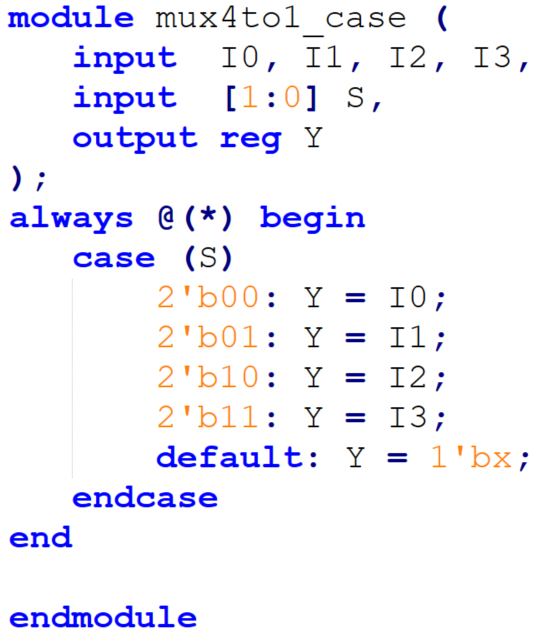 module mux4to1_case (
    input  I0, I1, I2, I3,
    input  [1:0] S,
    output reg Y
);
always @(*) begin
    case (S)
        2'b00: Y = I0;
        2'b01: Y = I1;
        2'b10: Y = I2;
        2'b11: Y = I3;
        default: Y = 1'bx;
    endcase
end

endmodule